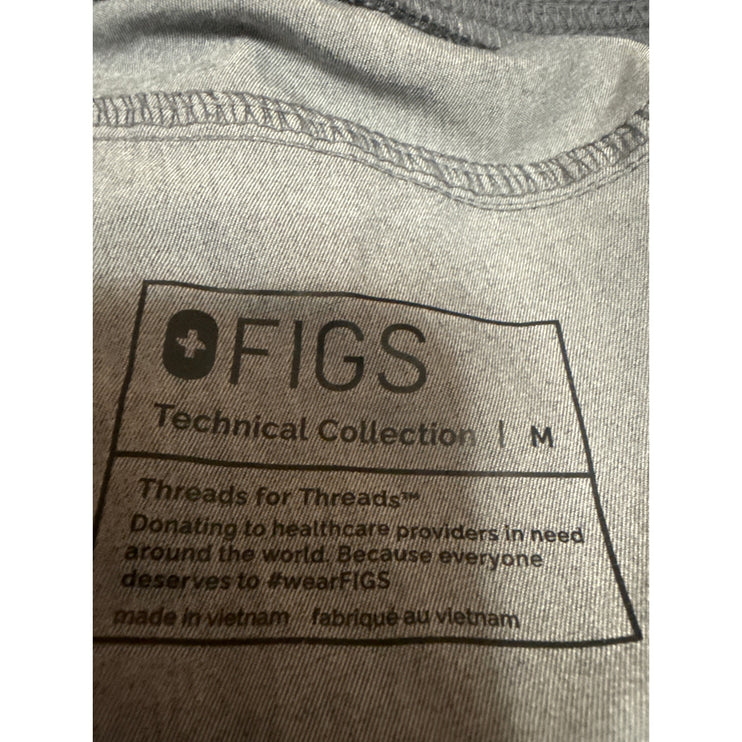 FIGS
Technical Collection | M
Threads for Threads™
Donating to healthcare providers in need
around the world. Because everyone
deserves to #wearFIGS
made in vietnam fabriqué au vietnam